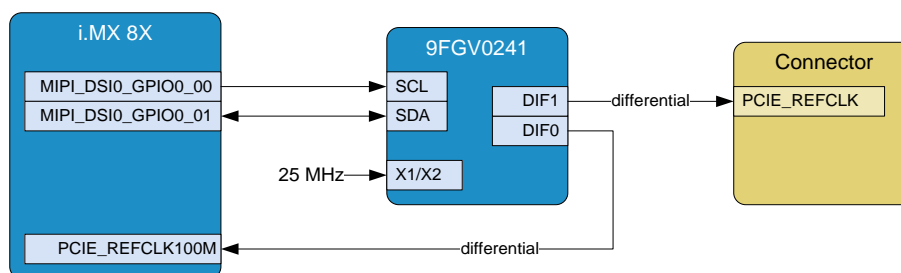 i.MX 8X
MIPI_DSI0_GPIO0_00
MIPI_DSI0_GPIO0_01
PCIE_REFCLK100M
9FGV0241
SCL
SDA
X1/X2
DIF1
DIF0
25 MHz
differential
differential
Connector
PCIE_REFCLK